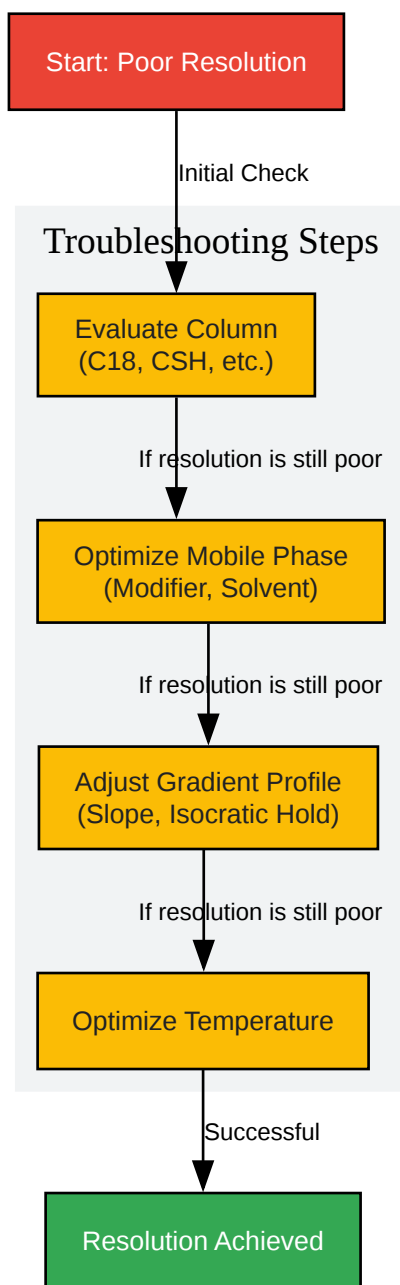 Start: Poor Resolution
Initial Check
Troubleshooting Steps
Evaluate Column
(C18, CSH, etc.)
If resolution is still poor
Optimize Mobile Phase
(Modifier, Solvent)
If resolution is still poor
Adjust Gradient Profile
(Slope, Isocratic Hold)
If resolution is still poor
Optimize Temperature
Successful
Resolution Achieved